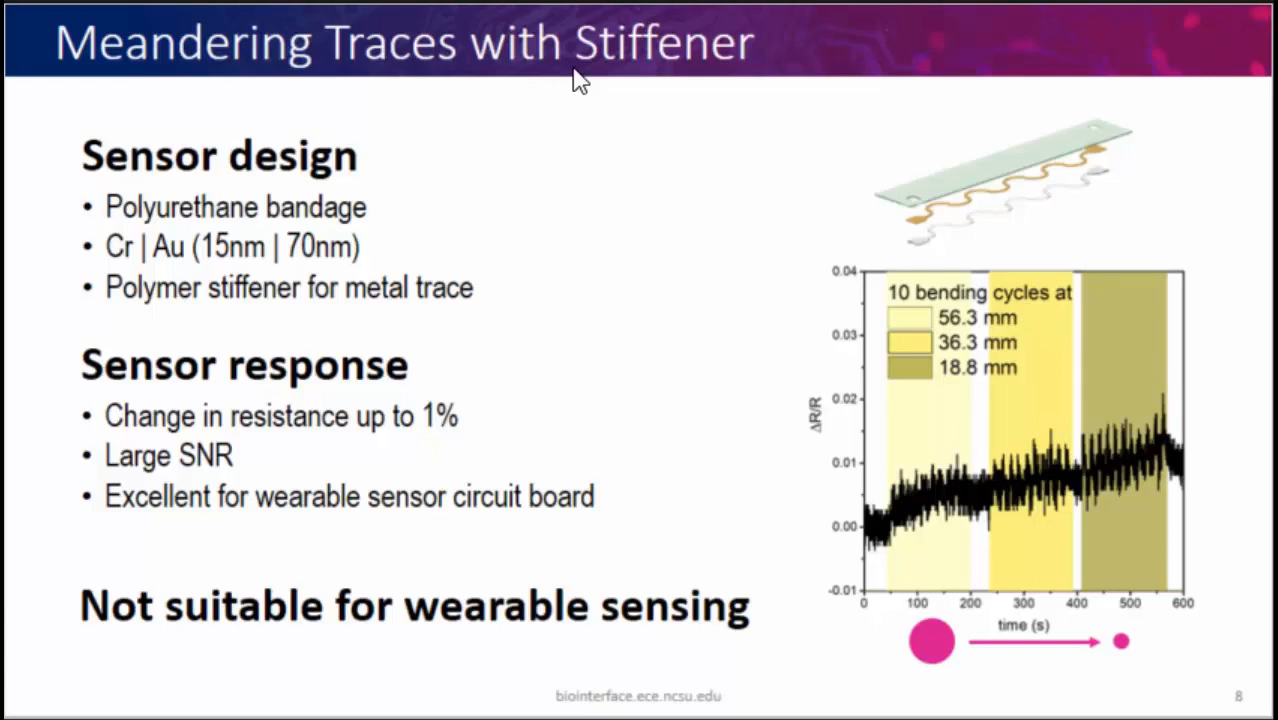 Meandering Traces with Stiffener
Sensor design
• Polyurethane bandage
• Cr | Au (15nm | 70nm)
• Polymer stiffener for metal trace
Sensor response
• Change in resistance up to 1%
• Large SNR
• Excellent for wearable sensor circuit board
Not suitable for wearable sensing
10 bending cycles at
56.3 mm
36.3 mm
18.8 mm
ΔR/R
0.04
0.03
0.02
0.01
0.00
-0.01
0 100 200 300 400 500 600
time (s)
biointerface.ece.ncsu.edu
8